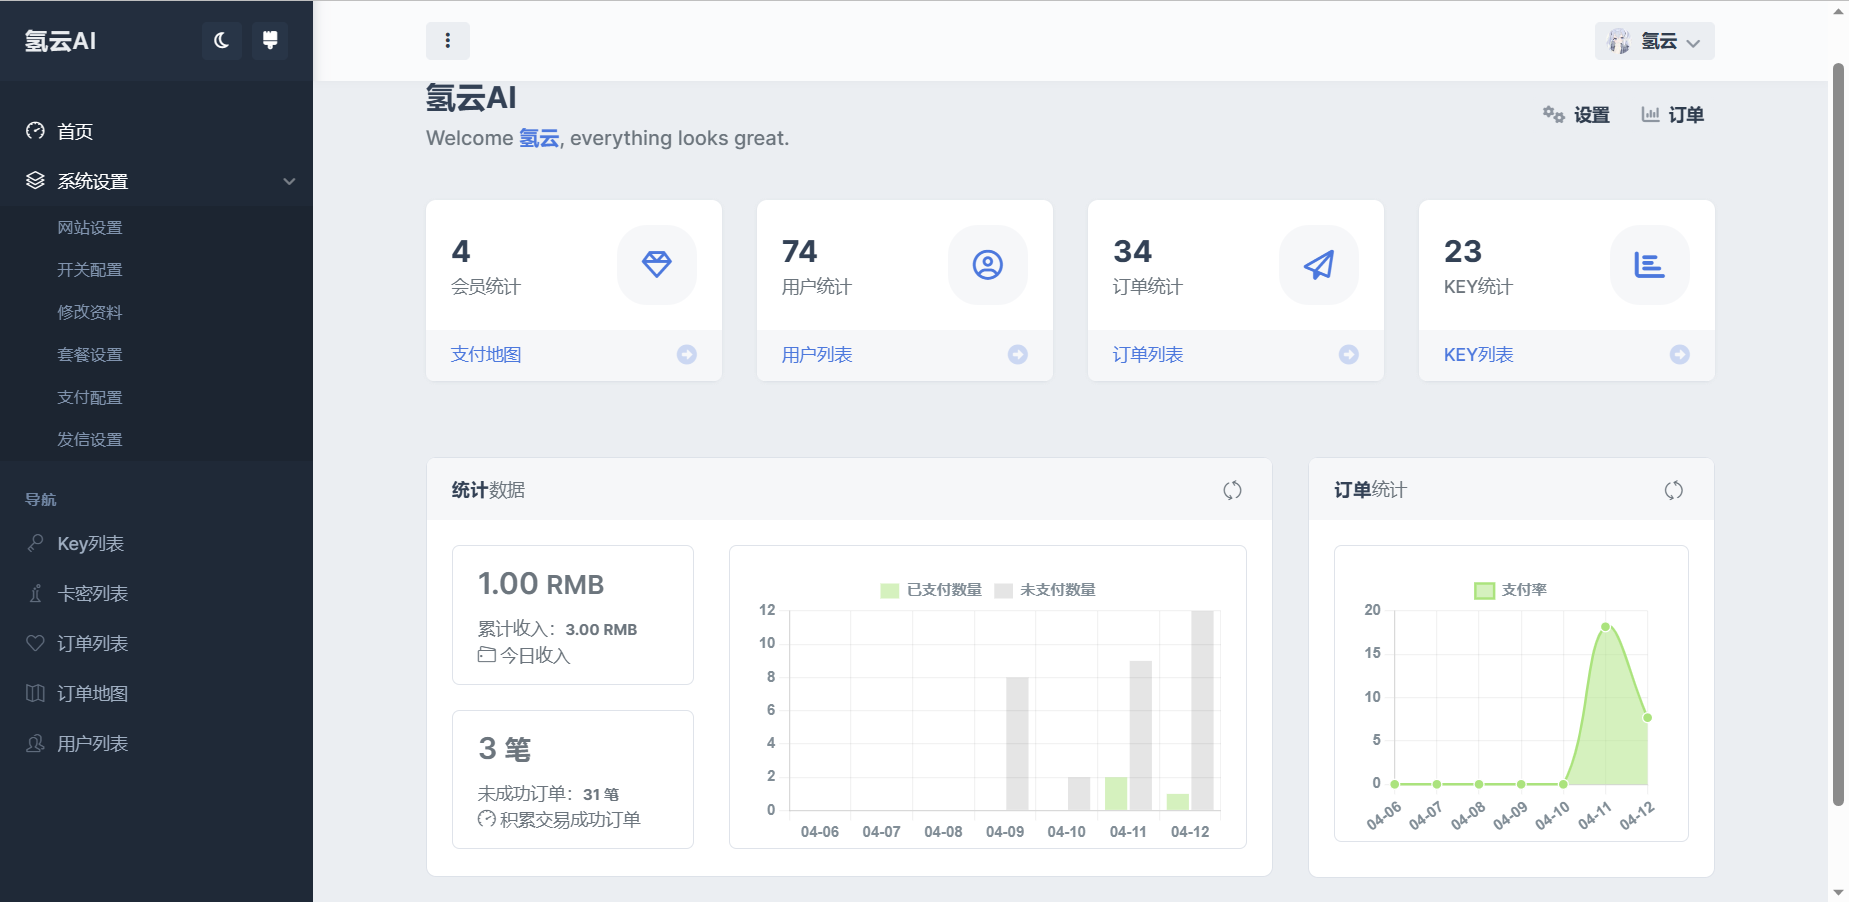 氢云AI
首页
系统设置
网站设置
开关配置
修改资料
套餐设置
支付配置
发信设置
导航
Key列表
卡密列表
订单列表
订单地图
用户列表
氢云
氢云AI
Welcome 氢云, everything looks great.
设置
订单
4
会员统计
支付地图
74
用户统计
用户列表
34
订单统计
订单列表
23
KEY统计
KEY列表
统计数据
1.00 RMB
累计收入：3.00 RMB
今日收入
3 笔
未成功订单：31 笔
积累交易成功订单
已支付数量 未支付数量
12
10
8
6
4
2
0
04-06 04-07 04-08 04-09 04-10 04-11 04-12
订单统计
支付率
20
15
10
5
0
04-06 04-07 04-08 04-09 04-10 04-11 04-12